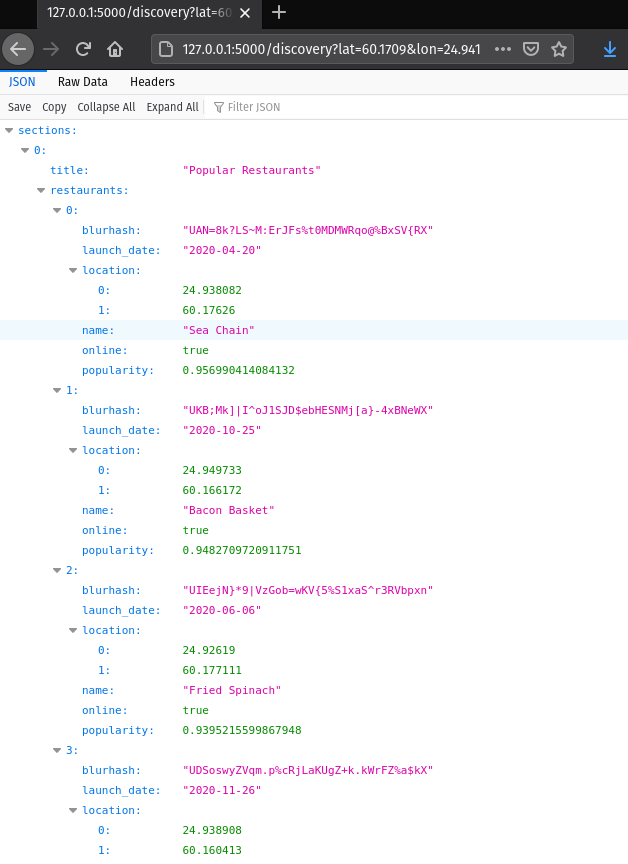 127.0.0.1:5000/discovery?lat=60
127.0.0.1:5000/discovery?lat=60.1709&lon=24.941
JSON Raw Data Headers
Save Copy Collapse All Expand All Filter JSON
sections:
0:
title: "Popular Restaurants"
restaurants:
0:
blurhash: "UAN=8k?LS~M:ErJFs%t0MDMWRqo@%BxSV{RX"
launch_date: "2020-04-20"
location:
0: 24.938082
1: 60.17626
name: "Sea Chain"
online: true
popularity: 0.956990414084132
1:
blurhash: "UKB;Mk]|I^oJ1SJD$ebHESNMj[a}-4xBNeWX"
launch_date: "2020-10-25"
location:
0: 24.949733
1: 60.166172
name: "Bacon Basket"
online: true
popularity: 0.9482709720911751
2:
blurhash: "UIEejN}*9|VzGob=wKV{5%S1xaS^r3RVbpxn"
launch_date: "2020-06-06"
location:
0: 24.92619
1: 60.177111
name: "Fried Spinach"
online: true
popularity: 0.9395215599867948
3:
blurhash: "UDSoswyZVqm.p%cRjLaKUgZ+k.kWrFZ%a$kX"
launch_date: "2020-11-26"
location:
0: 24.938908
1: 60.160413